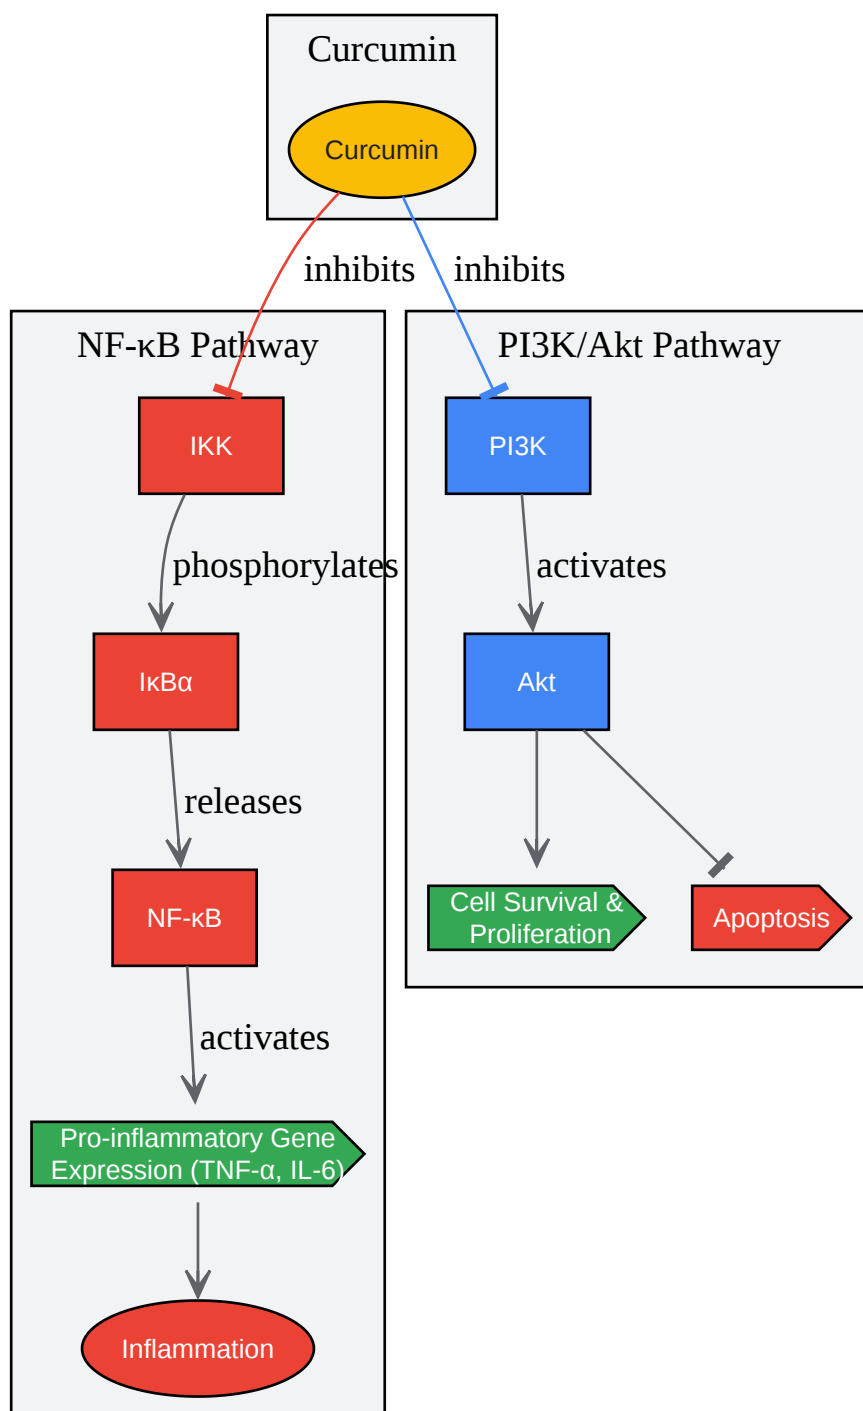 Curcumin
Curcumin
inhibits
inhibits
NF-κB Pathway
IKK
phosphorylates
IκBα
releases
NF-κB
activates
Pro-inflammatory Gene
Expression (TNF-α, IL-6)
Inflammation
PI3K/Akt Pathway
PI3K
activates
Akt
Cell Survival &
Proliferation
Apoptosis